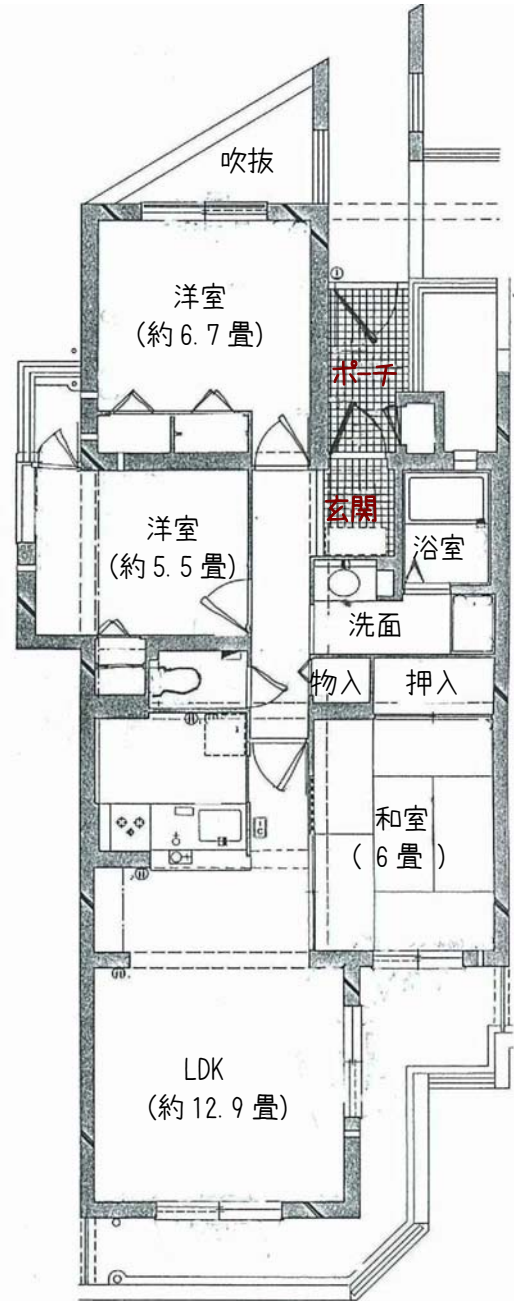 吹抜
洋室
(約6.7畳)
ポーチ
玄関
洋室
(約5.5畳)
浴室
洗面
物入
押入
和室
(6畳)
LDK
(約12.9畳)